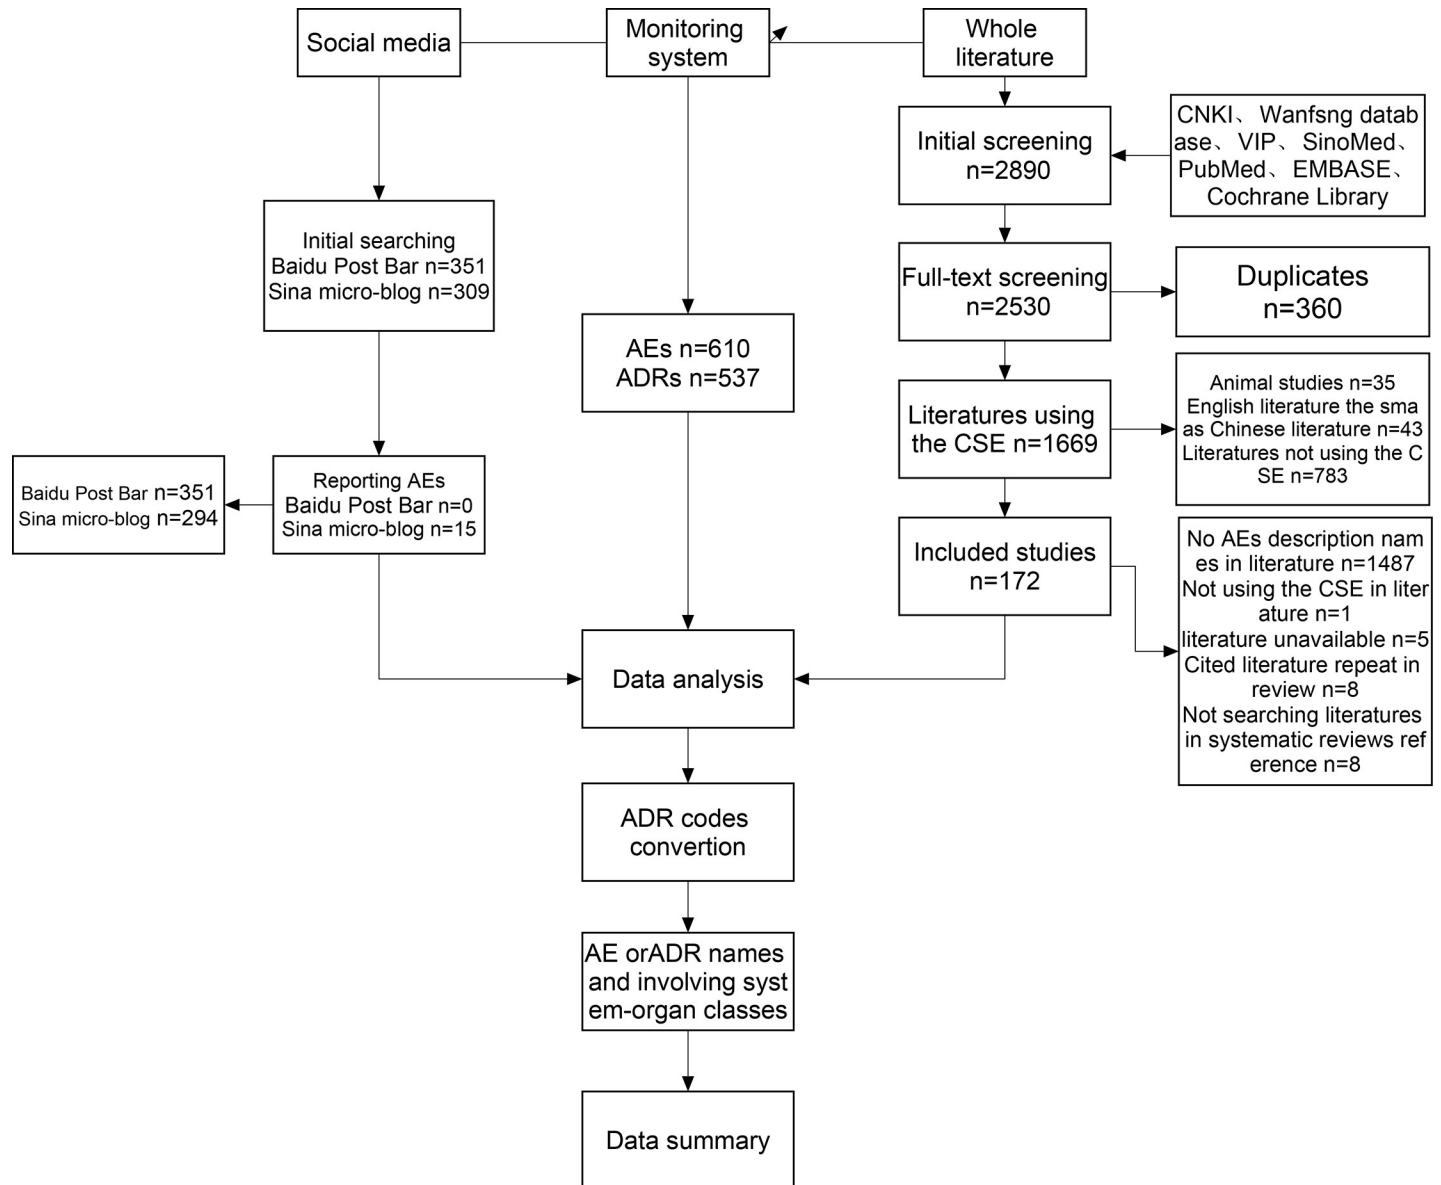 Social media
Monitoring
system
Whole
literature
Initial screening
n=2890
CNKI、Wanfsng datab
ase、VIP、SinoMed、
PubMed、EMBASE、
Cochrane Library
Initial searching
Baidu Post Bar n=351
Sina micro-blog n=309
Full-text screening
n=2530
Duplicates
n=360
AEs n=610
ADRs n=537
Literatures using
the CSE n=1669
Animal studies n=35
English literature the sma
as Chinese literature n=43
Literatures not using the C
SE n=783
Baidu Post Bar n=351
Sina micro-blog n=294
Reporting AEs
Baidu Post Bar n=0
Sina micro-blog n=15
Included studies
n=172
No AEs description nam
es in literature n=1487
Not using the CSE in liter
ature n=1
literature unavailable n=5
Cited literature repeat in
review n=8
Not searching literatures
in systematic reviews ref
erence n=8
Data analysis
ADR codes
convertion
AE orADR names
and involving syst
em-organ classes
Data summary